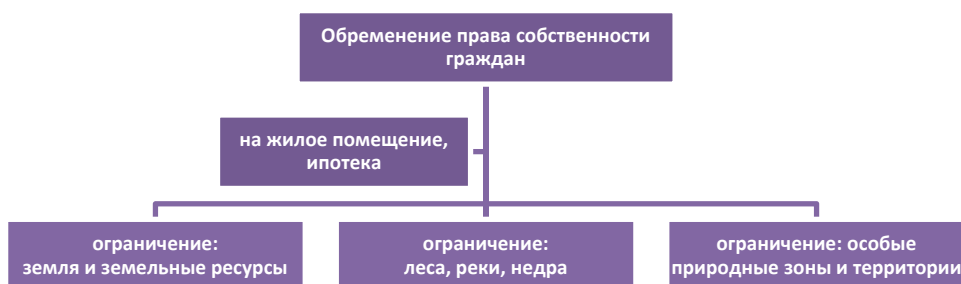 Обременение права собственности
граждан
на жилое помещение,
ипотека
ограничение:
земля и земельные ресурсы
ограничение:
леса, реки, недра
ограничение: особые
природные зоны и территории